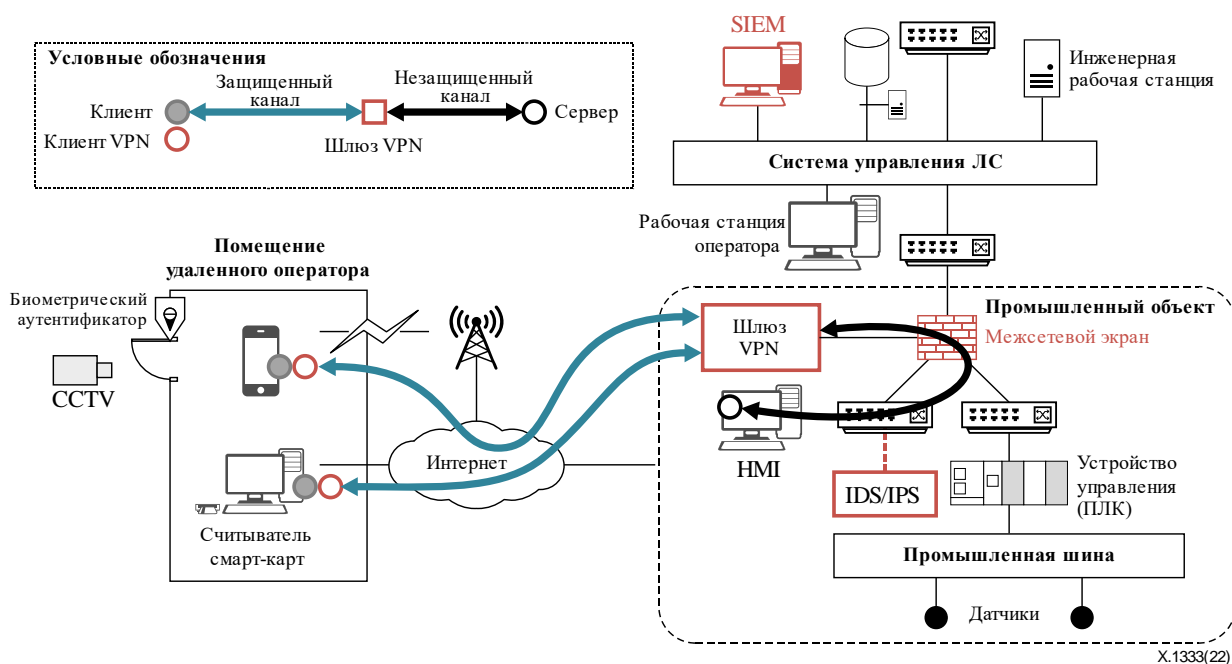 Условные обозначения
Защищенный
канал
Незащищенный
канал
Клиент
Сервер
Клиент VPN
Шлюз VPN
SIEM
Инженерная
рабочая станция
Система управления ЛС
Рабочая станция
оператора
Помещение
удаленного оператора
Биометрический
аутентификатор
CCTV
Интернет
Считыватель
смарт-карт
Промышленный объект
Межсетевой экран
Шлюз
VPN
HMI
IDS/IPS
Устройство
управления
(ПЛК)
Промышленная шина
Датчики
X.1333(22)